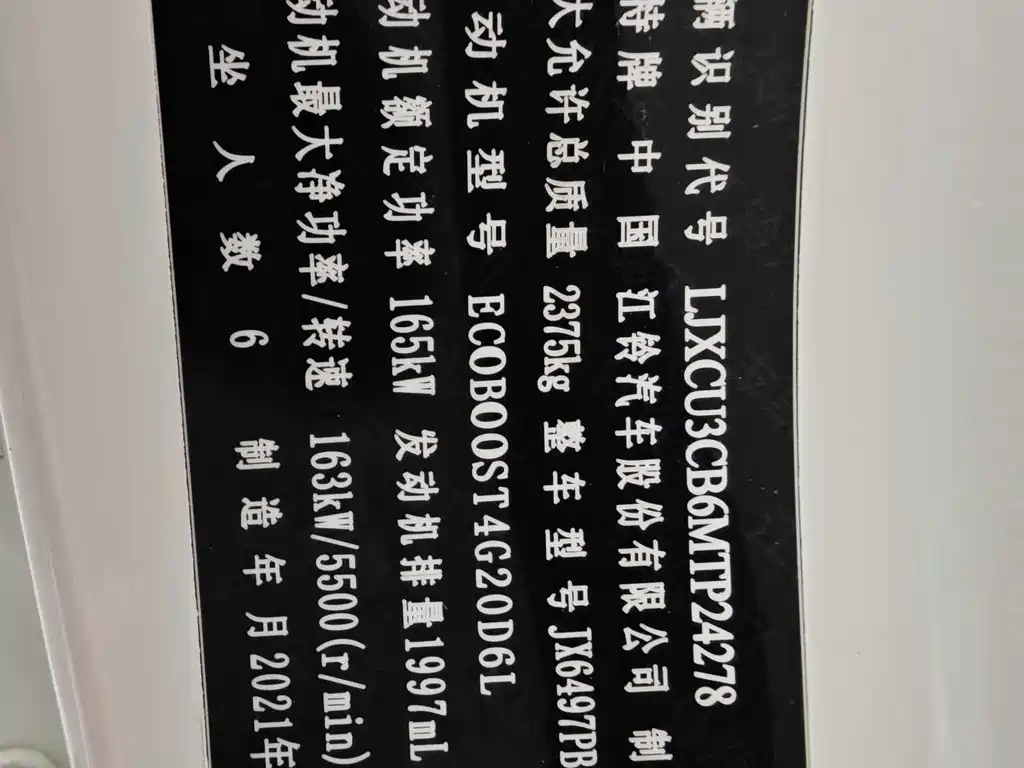 辆识别代号 LJXCU3CB6MTP24278
特牌 中国 江铃汽车股份有限公司 制
大允许总质量 2375kg 整车型号 JX6497PB
动机型号 ECOBOOST4G20D6L
动机额定功率 165kW 发动机排量1997mL
动机最大净功率/转速 163kW/5500(r/min)
坐人数 6 制造年月 2021年